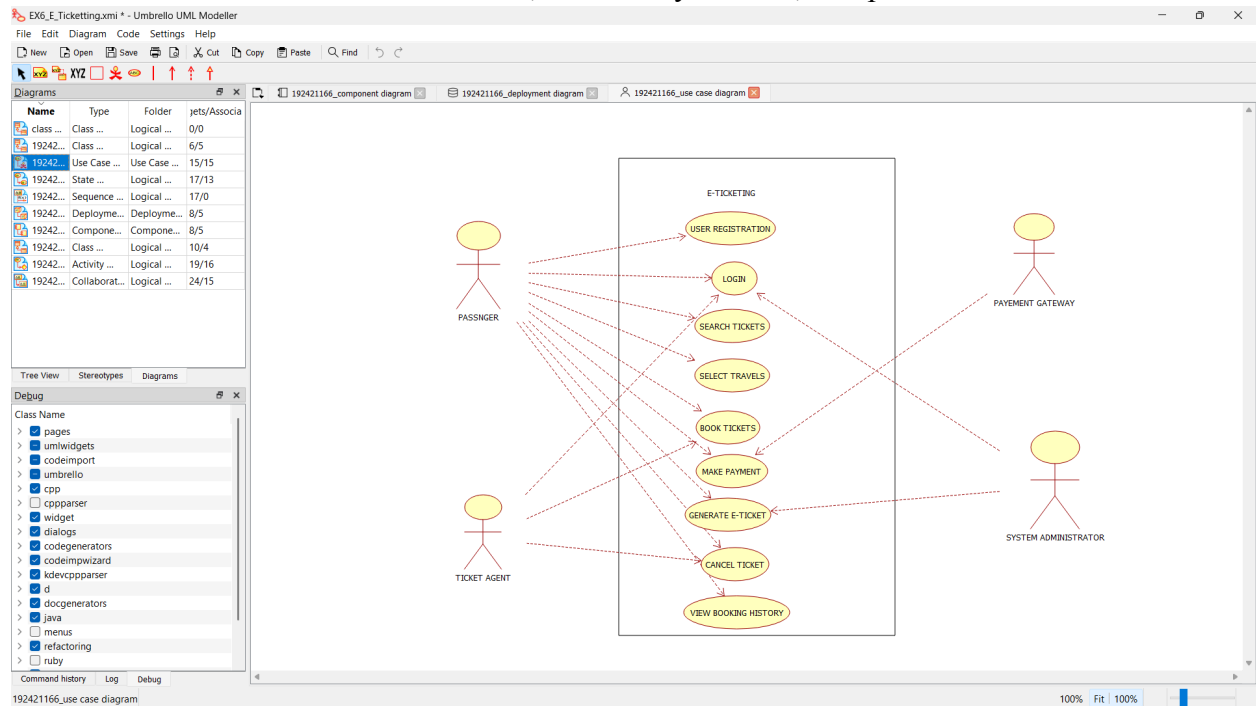 EX6_E_Ticketting.xmi * - Umbrello UML Modeller
File Edit Diagram Code Settings Help
New Open Save Cut Copy Paste Find
XYZ XYZ
Diagrams
192421166_component diagram 192421166_deployment diagram 192421166_use case diagram
Name Type Folder jets/Associa
class ... Class ... Logical ... 0/0
19242... Class ... Logical ... 6/5
19242... Use Case ... Use Case ... 15/15
19242... State ... Logical ... 17/13
19242... Sequence ... Logical ... 17/0
19242... Deployme... Deployme... 8/5
19242... Compone... Compone... 8/5
19242... Class ... Logical ... 10/4
19242... Activity ... Logical ... 19/16
19242... Collaborat... Logical ... 24/15
Tree View Stereotypes Diagrams
Debug
Class Name
pages
umlwidgets
codeimport
umbrello
cpp
cppparser
widget
dialogs
codegenerators
codeimpwizard
kdevcppparser
d
docgenerators
java
menus
refactoring
ruby
Command history Log Debug
192421166_use case diagram
100% Fit 100%
E-TICKETING
USER REGISTRATION
LOGIN
SEARCH TICKETS
SELECT TRAVELS
BOOK TICKETS
MAKE PAYMENT
GENERATE E-TICKET
CANCEL TICKET
VIEW BOOKING HISTORY
PASSNGER
TICKET AGENT
PAYEMENT GATEWAY
SYSTEM ADMINISTRATOR